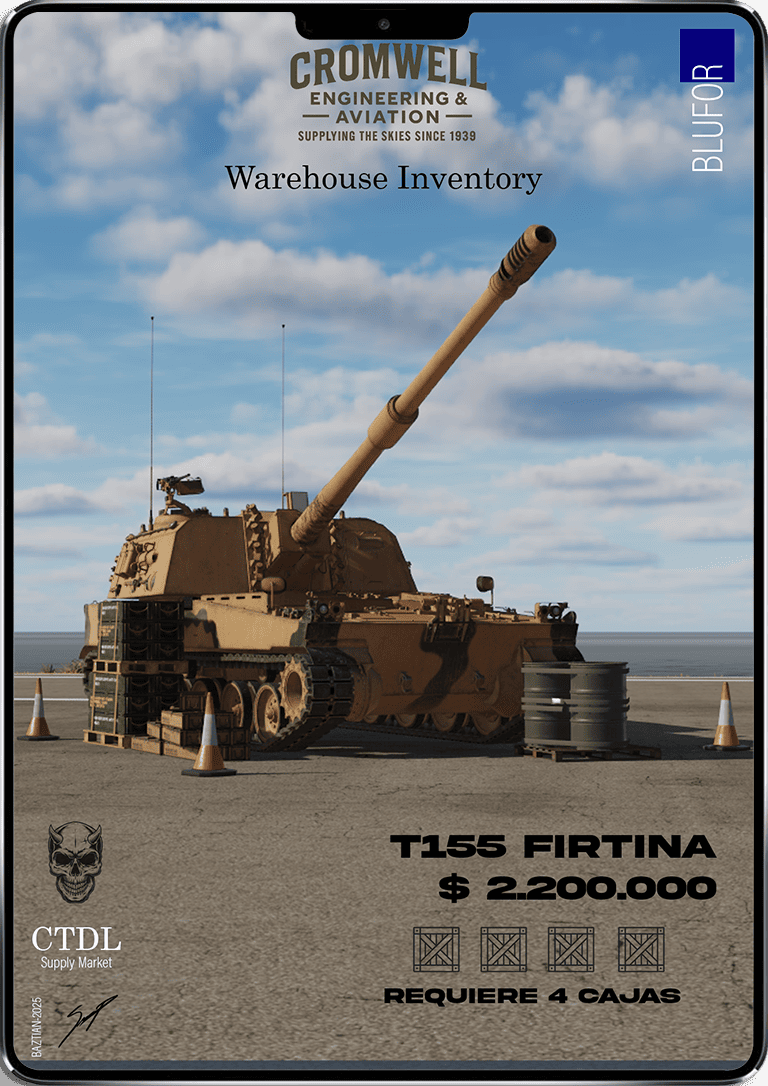 CROMWELL
ENGINEERING &
AVIATION
SUPPLYING THE SKIES SINCE 1939
BLUFOR
Warehouse Inventory
T155 FIRTINA
$ 2.200.000
REQUIERE 4 CAJAS
CTDL
Supply Market
BAZTIAN-2025